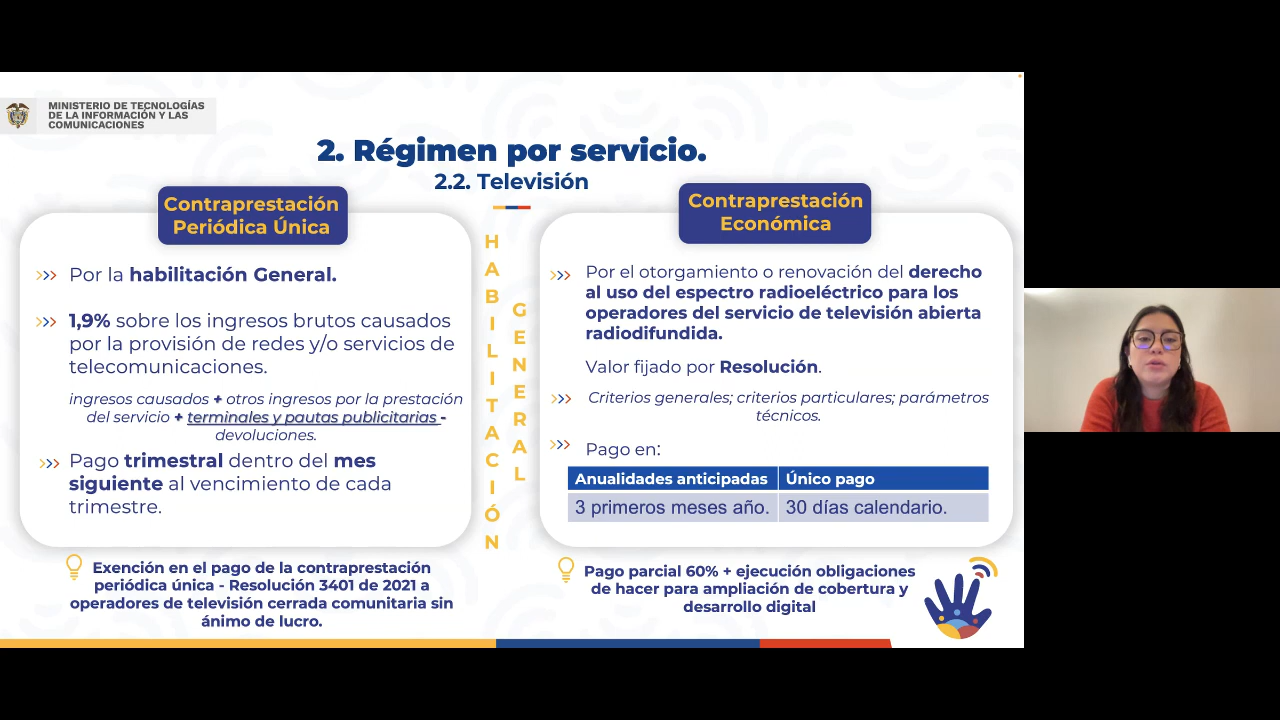 MINISTERIO DE TECNOLOGÍAS
DE LA INFORMACIÓN Y LAS
COMUNICACIONES
2. Régimen por servicio.
2.2. Televisión
Contraprestación
Periódica Única
Por la habilitación General.
1,9% sobre los ingresos brutos causados
por la provisión de redes y/o servicios de
telecomunicaciones.
ingresos causados + otros ingresos por la prestación
del servicio + terminales y pautas publicitarias -
devoluciones.
Pago trimestral dentro del mes
siguiente al vencimiento de cada
trimestre.
Exención en el pago de la contraprestación
periódica única - Resolución 3401 de 2021 a
operadores de televisión cerrada comunitaria sin
ánimo de lucro.
HABILITACIÓN
GENERAL
Contraprestación
Económica
Por el otorgamiento o renovación del derecho
al uso del espectro radioeléctrico para los
operadores del servicio de televisión abierta
radiodifundida.
Valor fijado por Resolución.
Criterios generales; criterios particulares; parámetros
técnicos.
Pago en:
Anualidades anticipadas Único pago
3 primeros meses año. 30 días calendario.
Pago parcial 60% + ejecución obligaciones
de hacer para ampliación de cobertura y
desarrollo digital